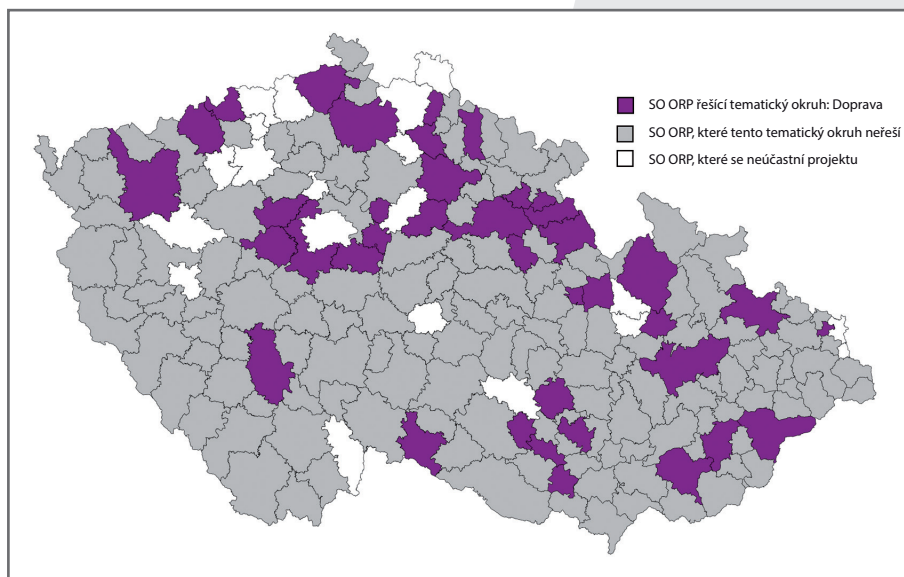 SO ORP řešící tematický okruh: Doprava
SO ORP, které tento tematický okruh neřeší
SO ORP, které se neúčastní projektu